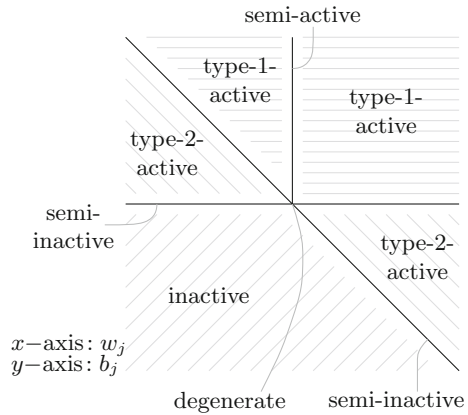 semi-active
type-1-
active
type-1-
active
type-2-
active
semi-
inactive
type-2-
active
inactive
x−axis: w_j
y−axis: b_j
degenerate
semi-inactive